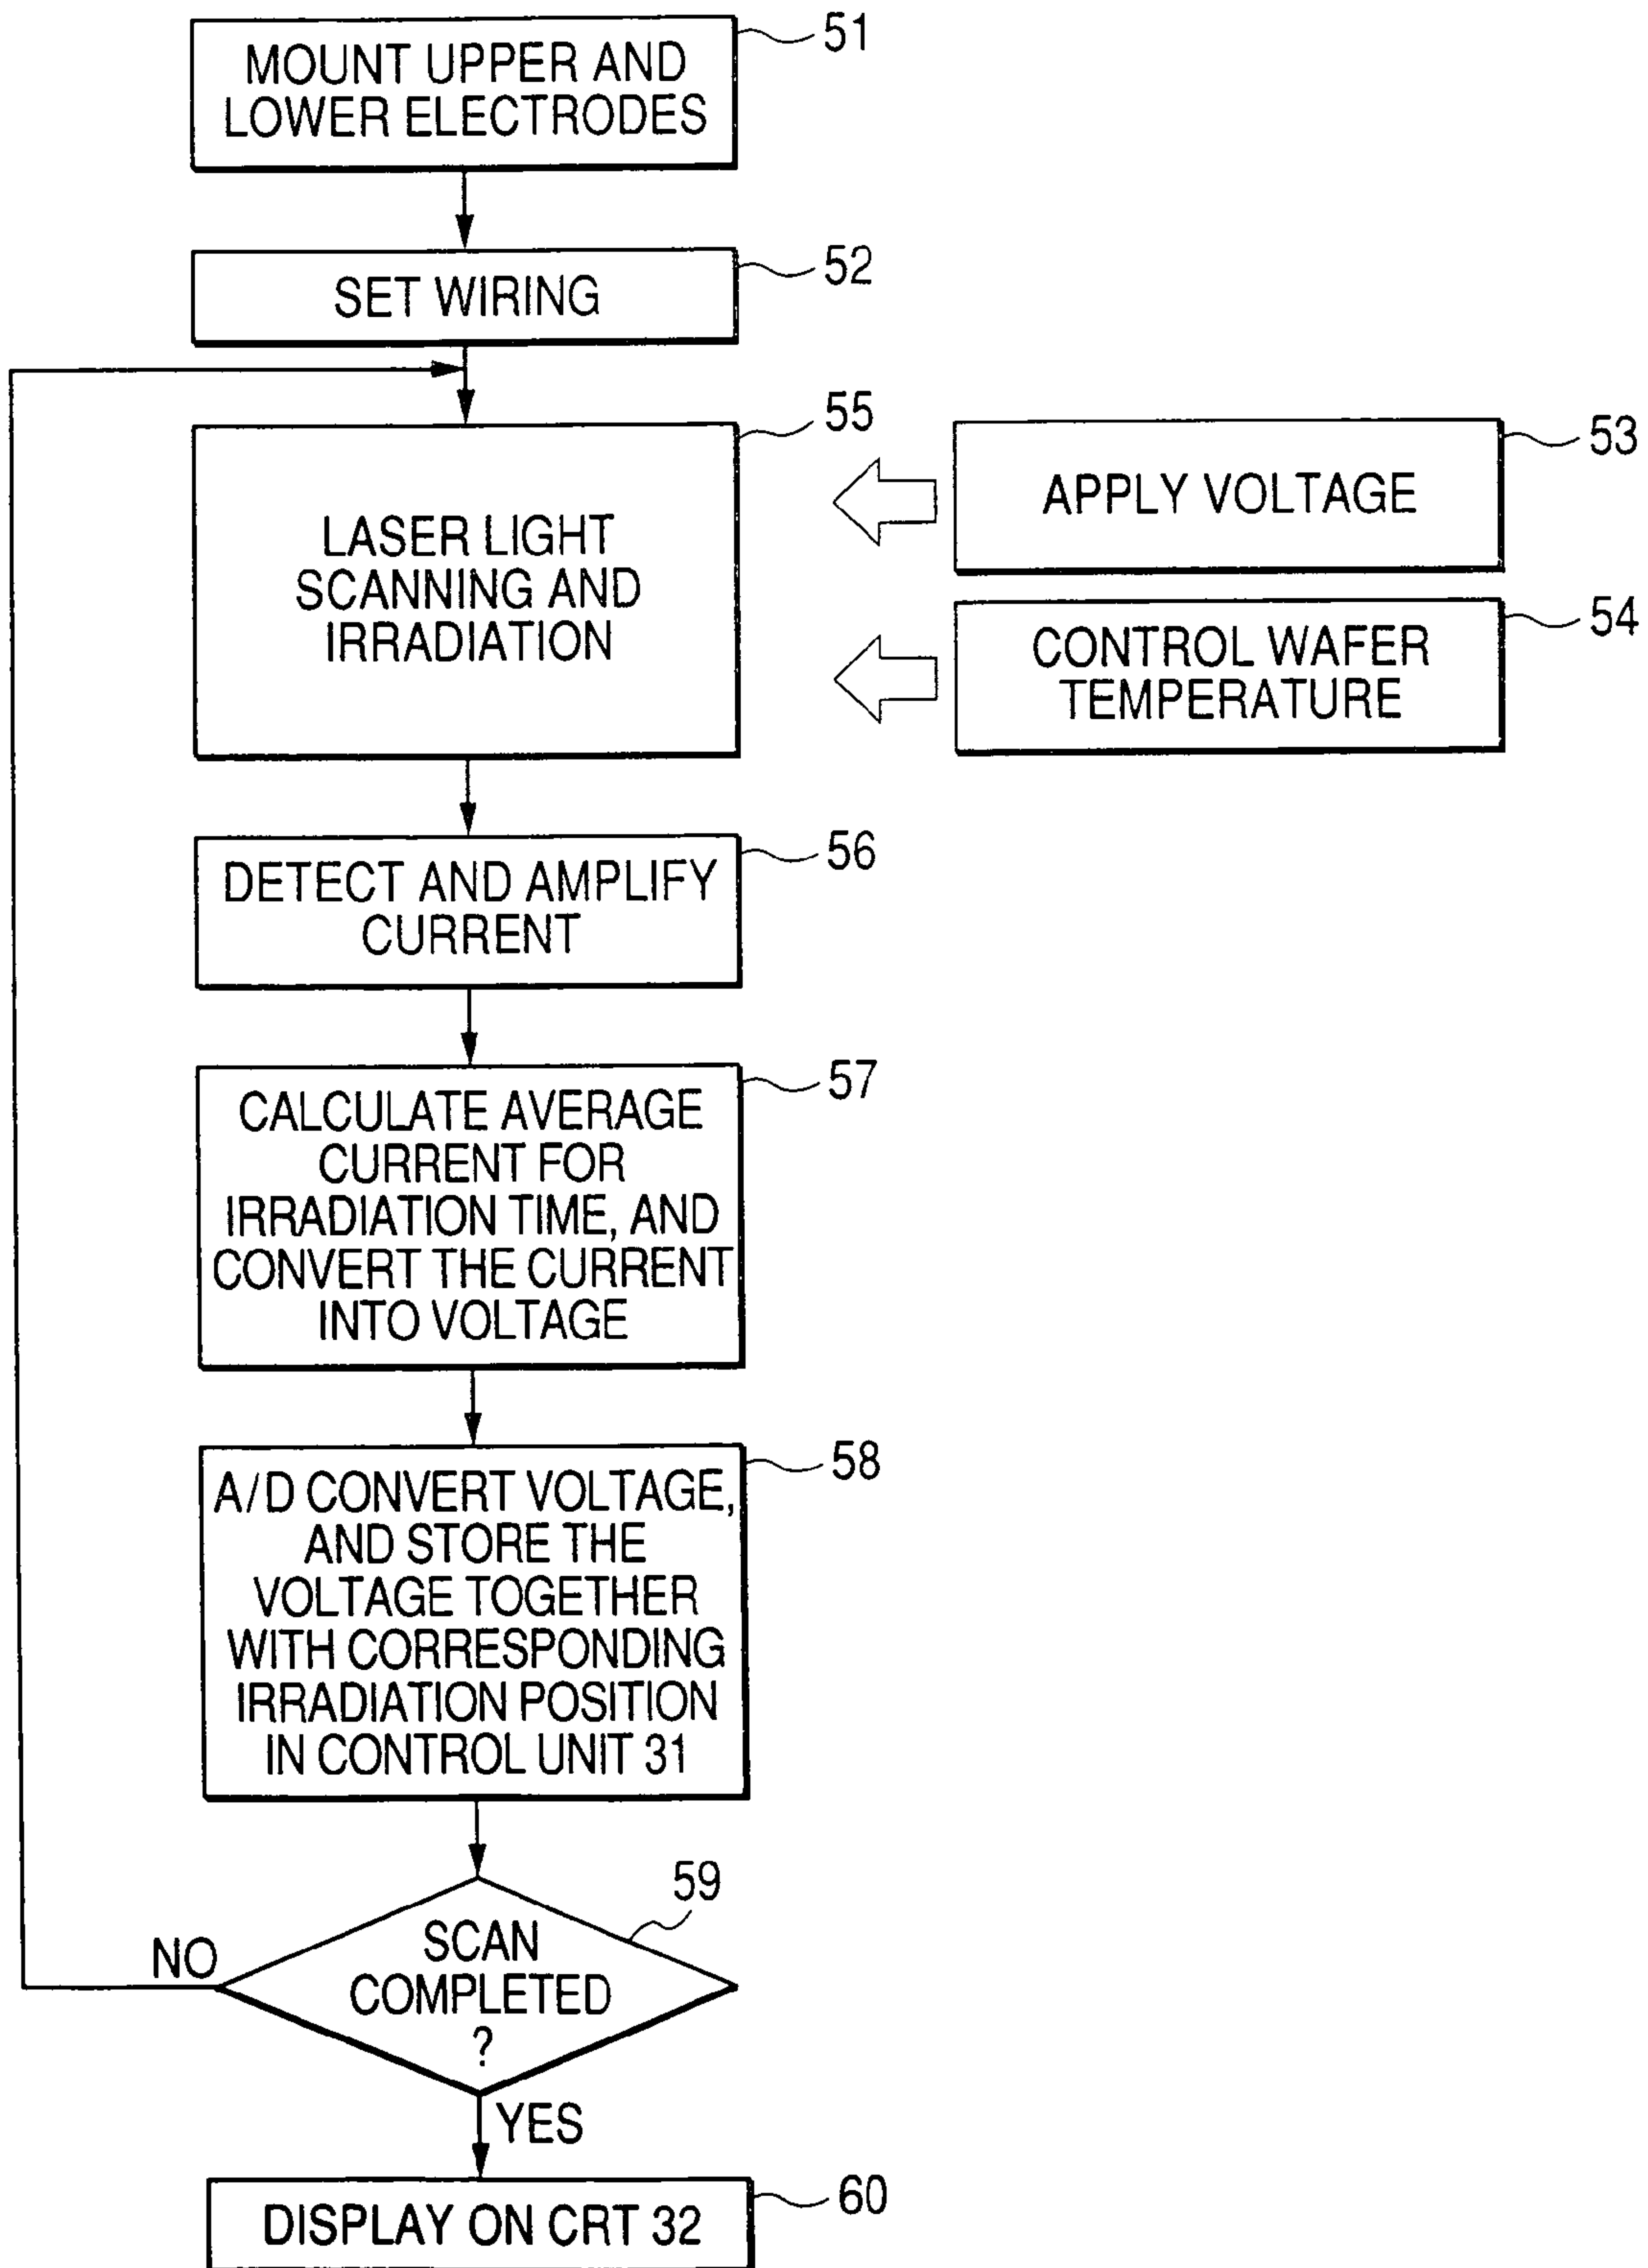 51
MOUNT UPPER AND
LOWER ELECTRODES
52
SET WIRING
55
LASER LIGHT
SCANNING AND
IRRADIATION
53
APPLY VOLTAGE
54
CONTROL WAFER
TEMPERATURE
56
DETECT AND AMPLIFY
CURRENT
57
CALCULATE AVERAGE
CURRENT FOR
IRRADIATION TIME, AND
CONVERT THE CURRENT
INTO VOLTAGE
58
A/D CONVERT VOLTAGE,
AND STORE THE
VOLTAGE TOGETHER
WITH CORRESPONDING
IRRADIATION POSITION
IN CONTROL UNIT 31
59
NO
SCAN
COMPLETED
?
YES
60
DISPLAY ON CRT 32